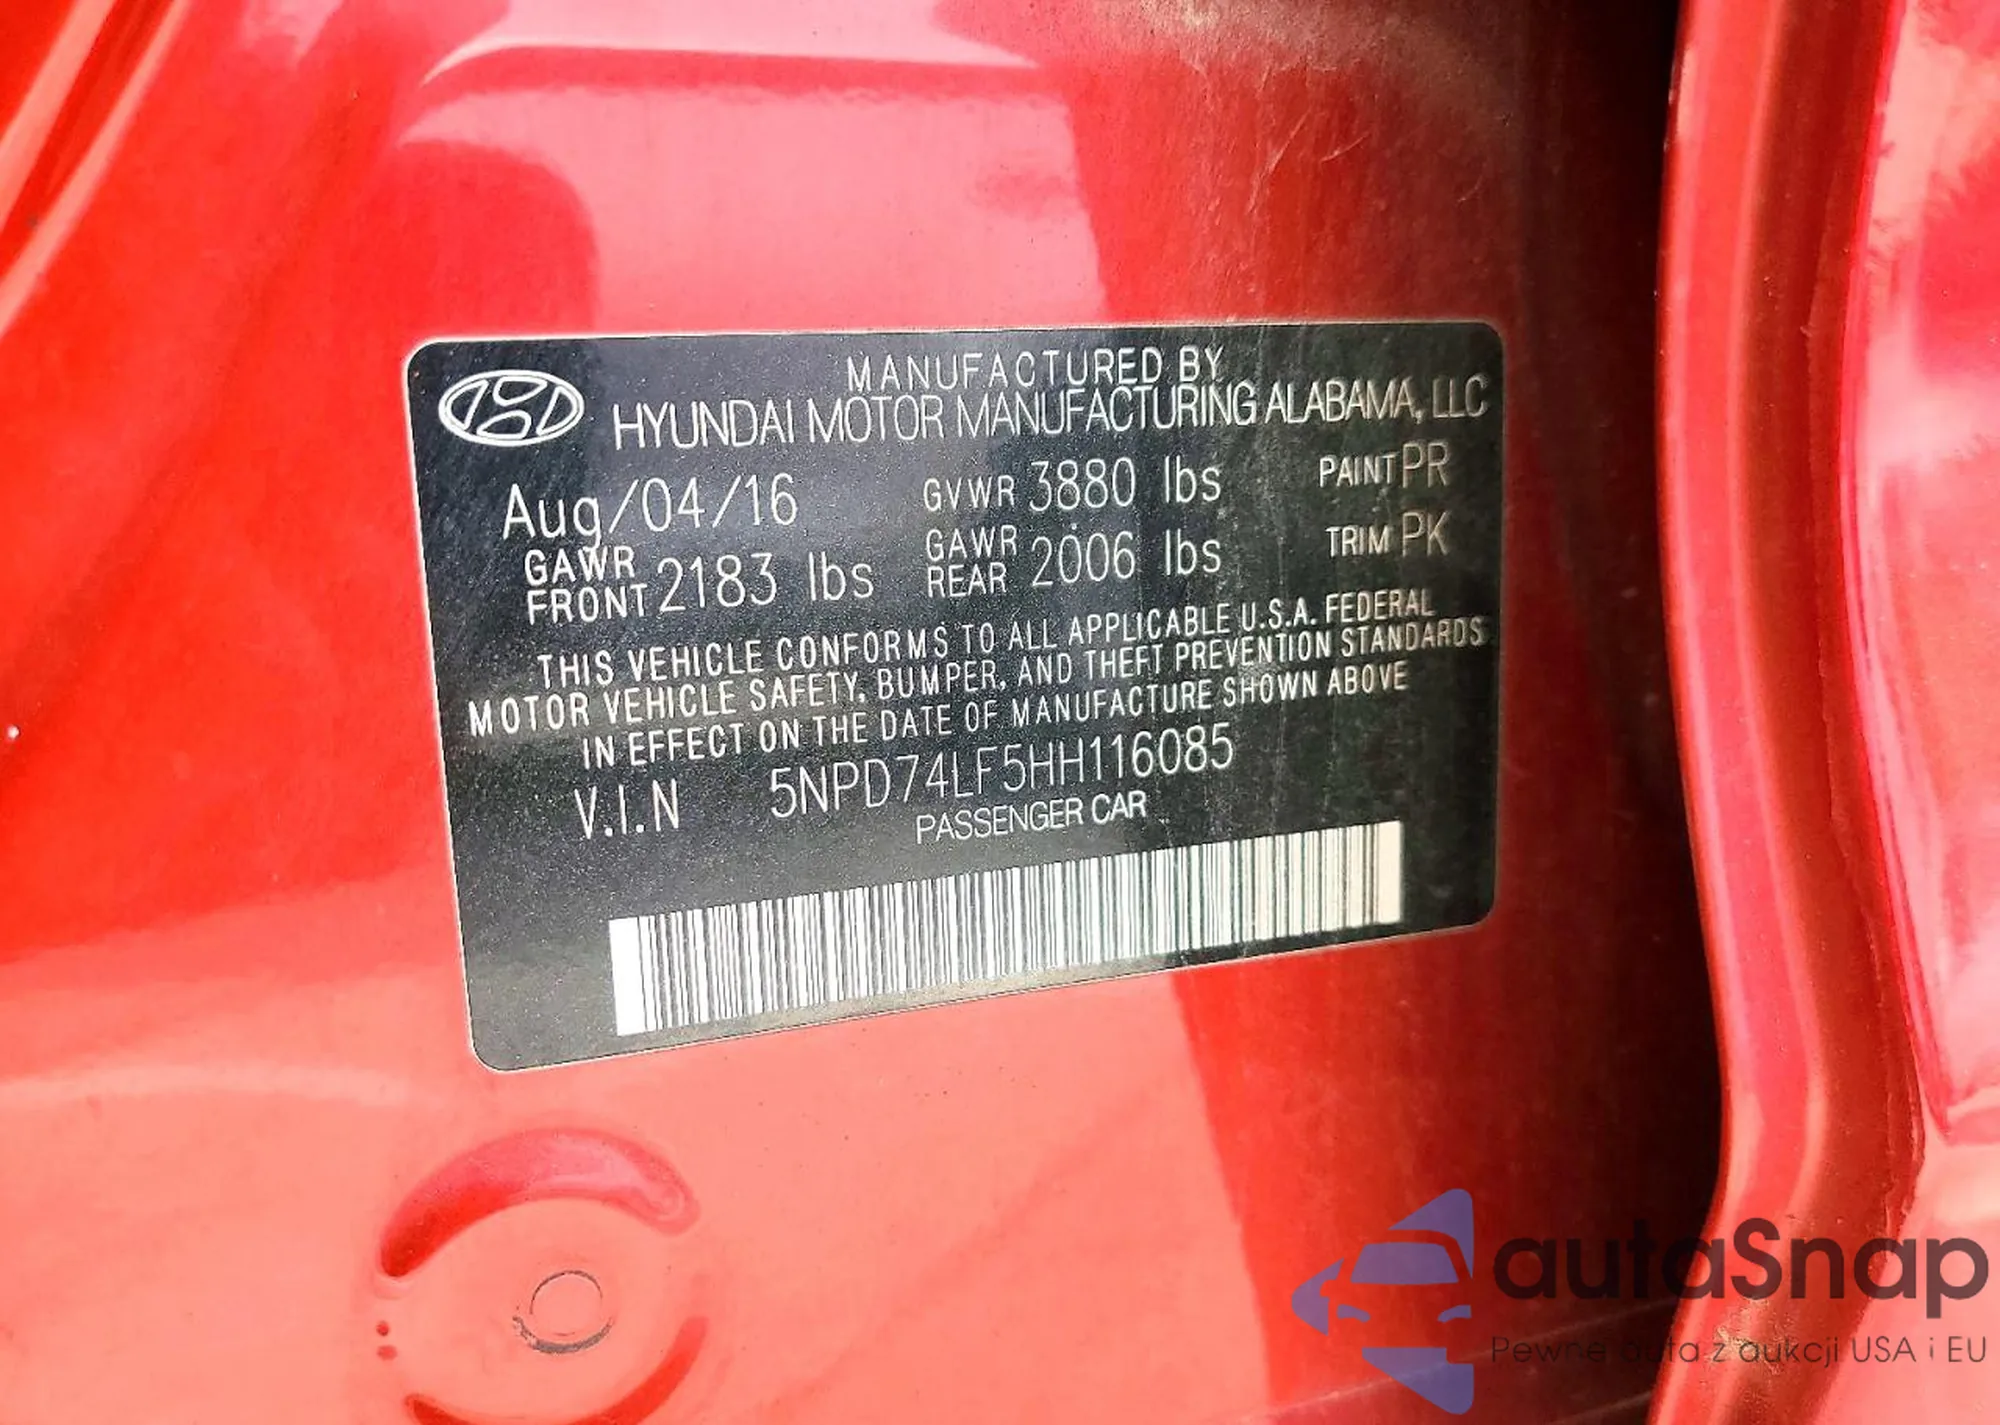 MANUFACTURED BY
HYUNDAI MOTOR MANUFACTURING ALABAMA, LLC
Aug/04/16 GVWR 3880 lbs PAINT PR
GAWR FRONT 2183 lbs GAWR REAR 2006 lbs TRIM PK
THIS VEHICLE CONFORMS TO ALL APPLICABLE U.S.A. FEDERAL
MOTOR VEHICLE SAFETY, BUMPER, AND THEFT PREVENTION STANDARDS
IN EFFECT ON THE DATE OF MANUFACTURE SHOWN ABOVE
V.I.N 5NPD74LF5HH116085
PASSENGER CAR
autaSnap
Pewne auta z aukcji USA i EU